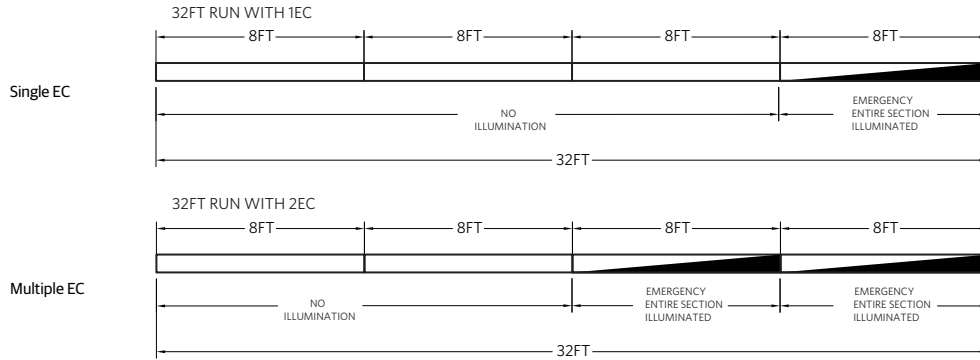 32FT RUN WITH 1EC
8FT 8FT 8FT 8FT
Single EC
NO
ILLUMINATION
EMERGENCY
ENTIRE SECTION
ILLUMINATED
32FT
32FT RUN WITH 2EC
8FT 8FT 8FT 8FT
Multiple EC
NO
ILLUMINATION
EMERGENCY
ENTIRE SECTION
ILLUMINATED
EMERGENCY
ENTIRE SECTION
ILLUMINATED
32FT